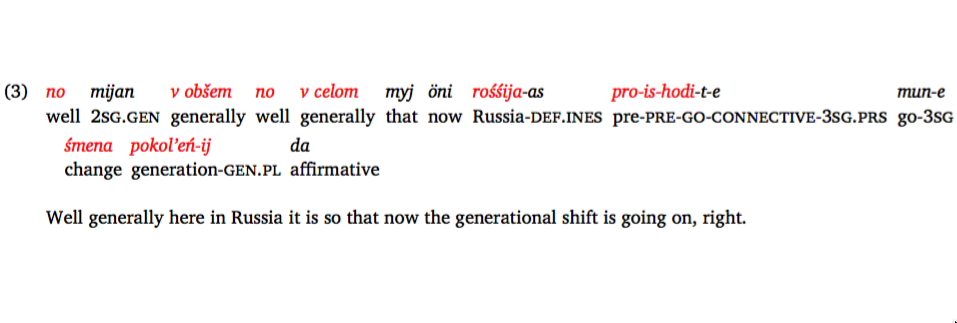 (3) no mijan v obšem no v celom myj öni rośśija-as pro-is-hodi-t-e mun-e
well 2SG.GEN generally well generally that now Russia-DEF.INES pre-PRE-GO-CONNECTIVE-3SG.PRS go-3SG
śmena pokol’eń-ij da
change generation-GEN.PL affirmative
Well generally here in Russia it is so that now the generational shift is going on, right.